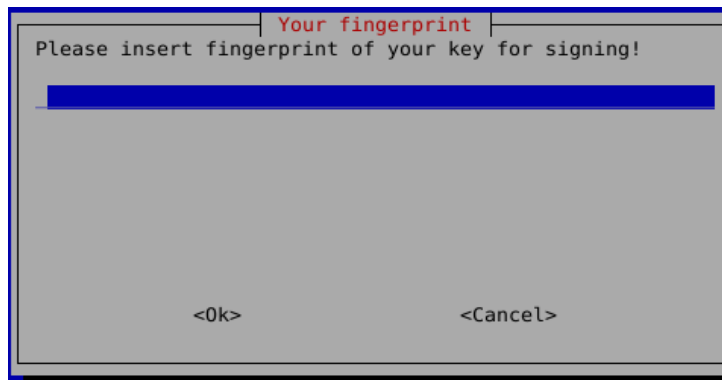 Your fingerprint
Please insert fingerprint of your key for signing!
<Ok> <Cancel>